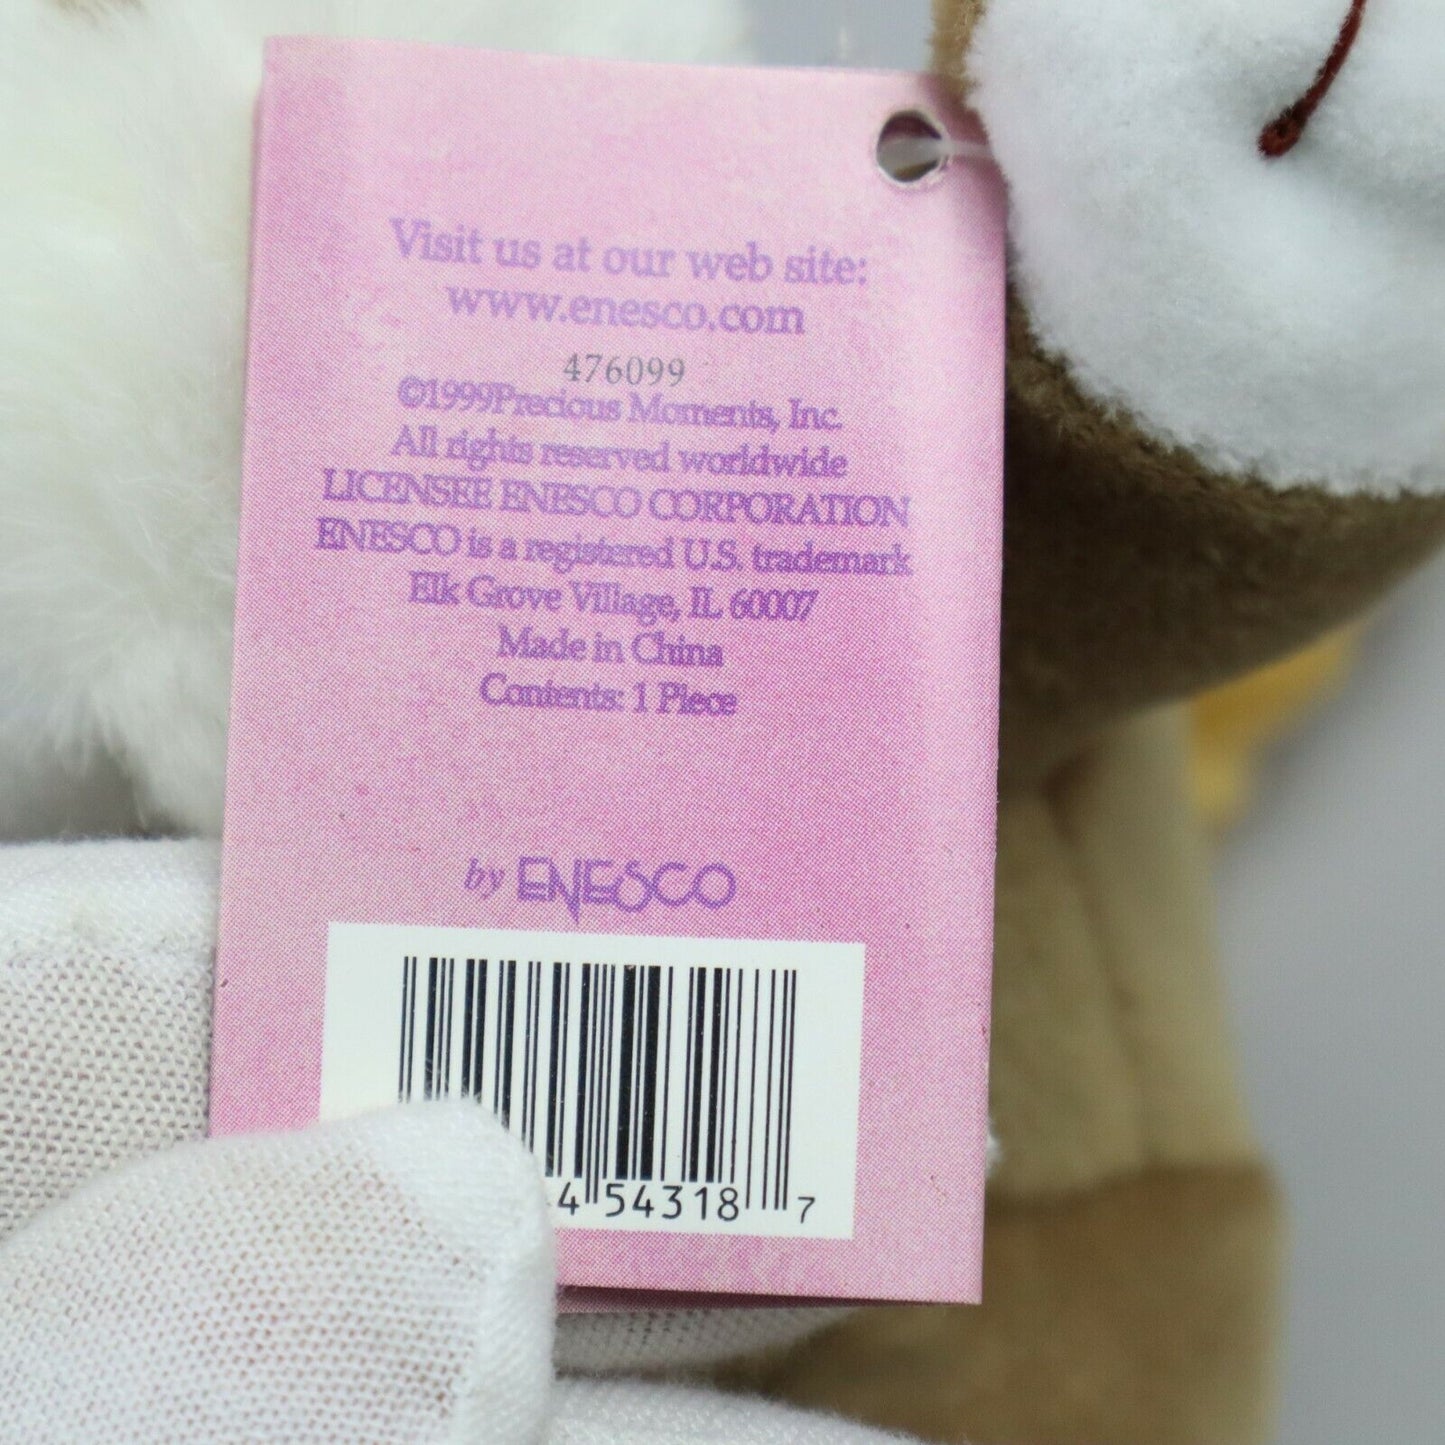 Visit us at our web site:
www.enesco.com
476099
©1999Precious Moments, Inc.
All rights reserved worldwide
LICENSEE ENESCO CORPORATION
ENESCO is a registered U.S. trademark
Elk Grove Village, IL 60007
Made in China
Contents: 1 Piece
by ENESCO
4 54318 7